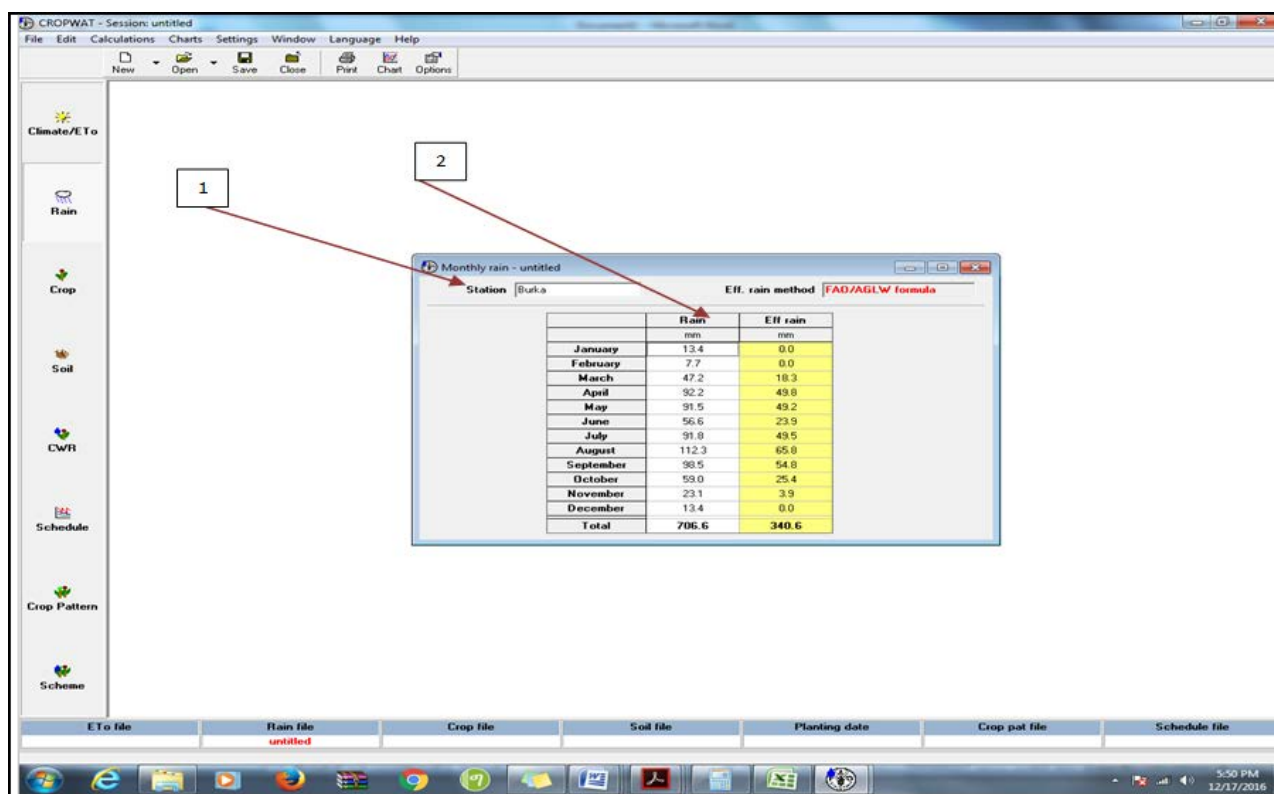 CROPWAT - Session: untitled
File Edit Calculations Charts Settings Window Language Help
New Open Save Close Print Chart Options
Climate/ETo
Rain
Crop
Soil
CWR
Schedule
Crop Pattern
Scheme
1
2
Monthly rain - untitled
Station Burka Eff. rain method FAO/AGLW formula
Rain Eff rain
mm mm
January 13.4 0.0
February 7.7 0.0
March 47.2 18.3
April 92.2 49.8
May 91.5 49.2
June 56.6 23.9
July 91.8 49.5
August 112.3 65.8
September 98.5 54.8
October 59.0 25.4
November 23.1 3.9
December 13.4 0.0
Total 706.6 340.6
ETo file Rain file Crop file Soil file Planting date Crop pat file Schedule file
untitled
5:50 PM
12/17/2016